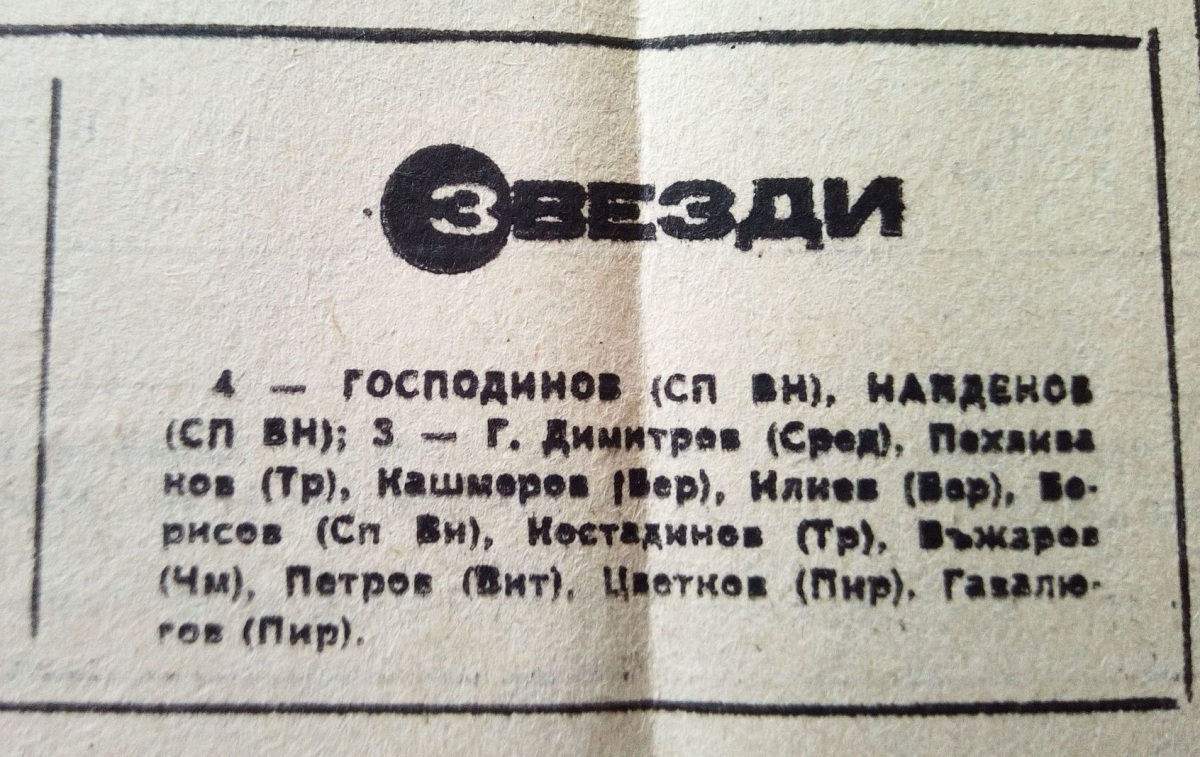 ЗВЕЗДИ
4 — ГОСПОДИНОВ (СП ВН), НАЙДЕНОВ
(СП ВН); 3 — Г. Димитров (Сред), Пехлива
нов (Тр), Кашмеров (Бер), Илиев (Бер), Бо-
рисов (Сп Вн), Костадинов (Тр), Въжаров
(Чм), Петров (Вит), Цветков (Пир), Гавалю-
гов (Пир).